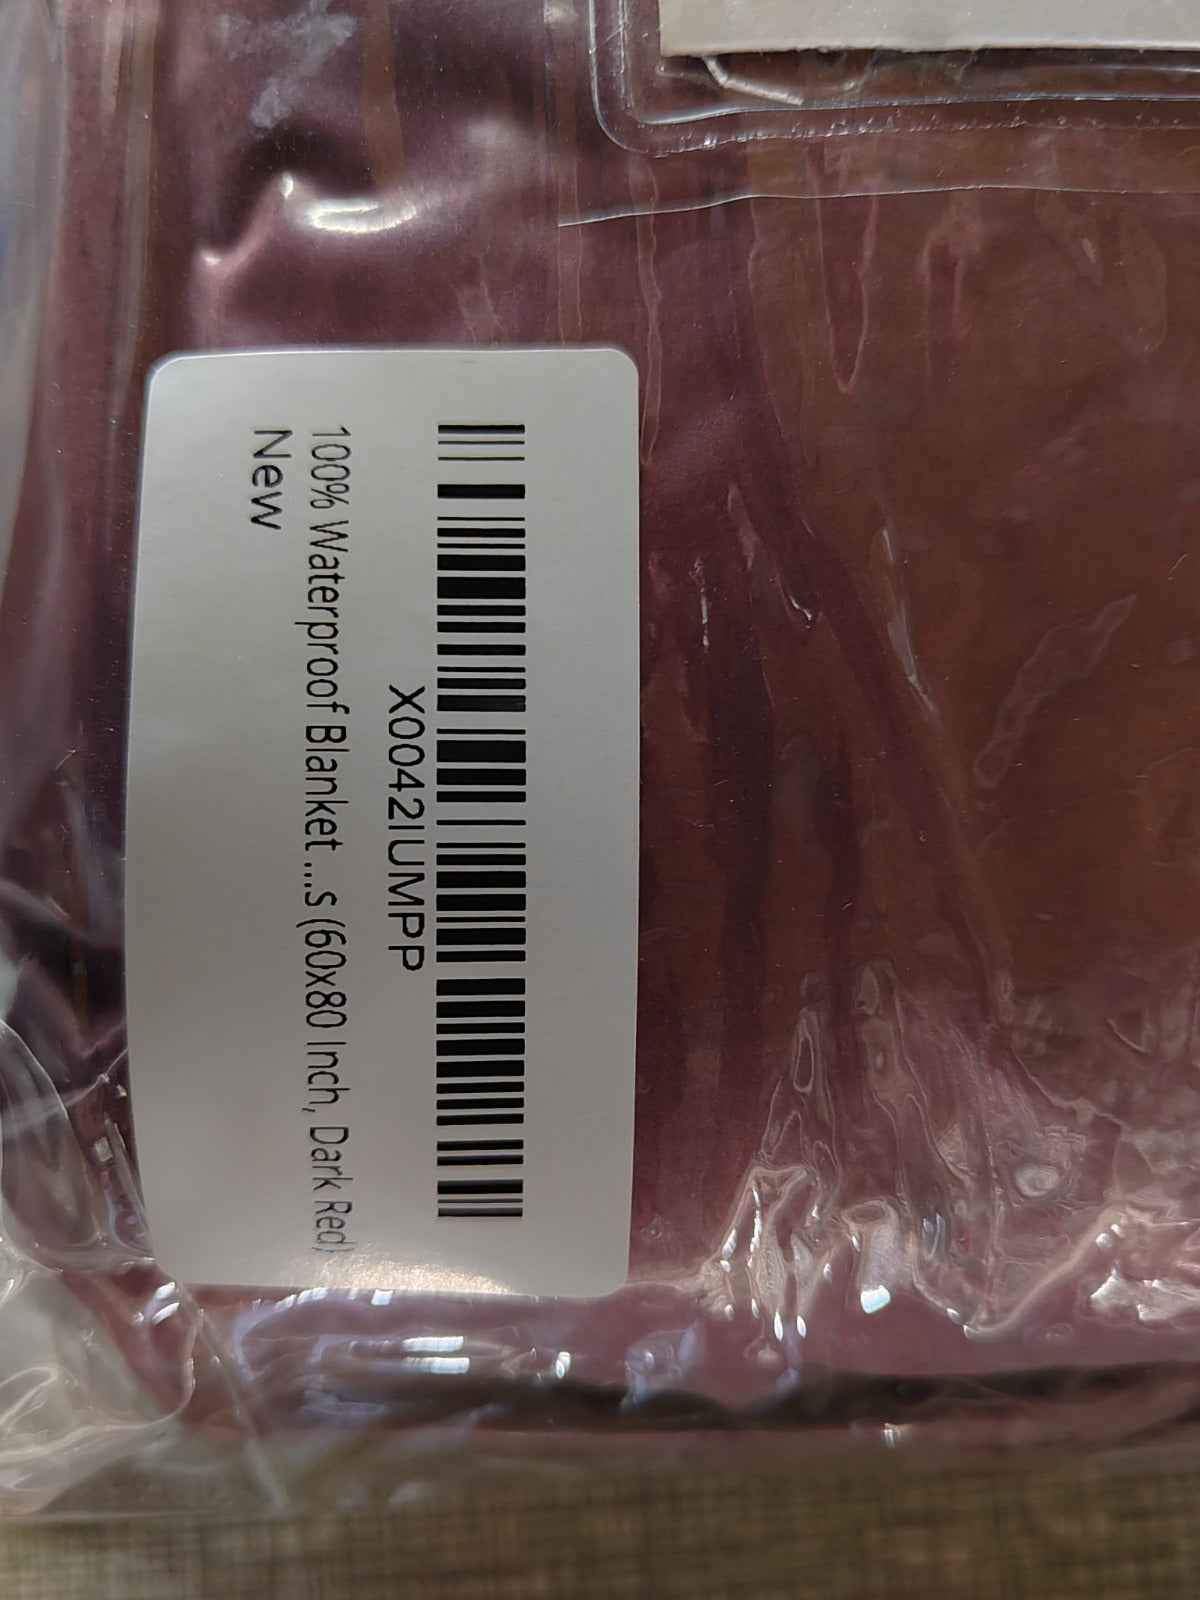 X0042IUMPP
100% Waterproof Blanket ...s (60x80 Inch, Dark Red)
New